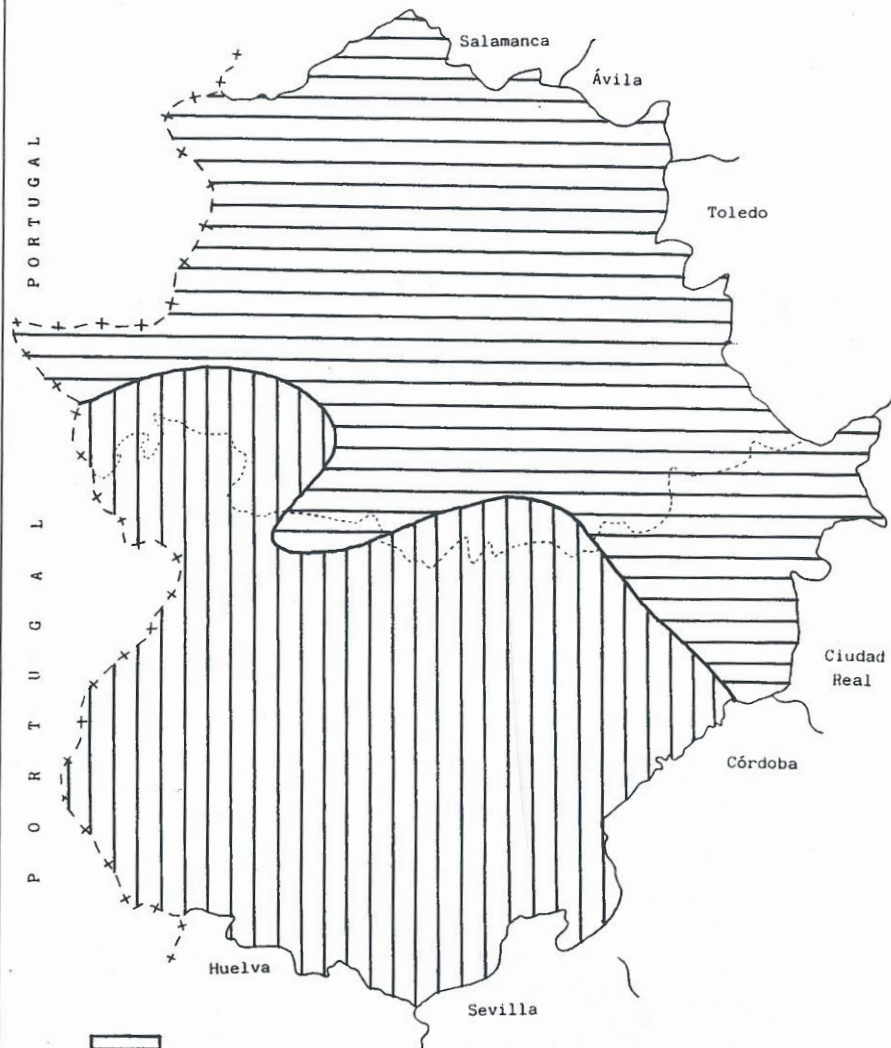 Salamanca
Ávila
PORTUGAL
Toledo
PORTUGAL
Ciudad
Real
Córdoba
Huelva
Sevilla